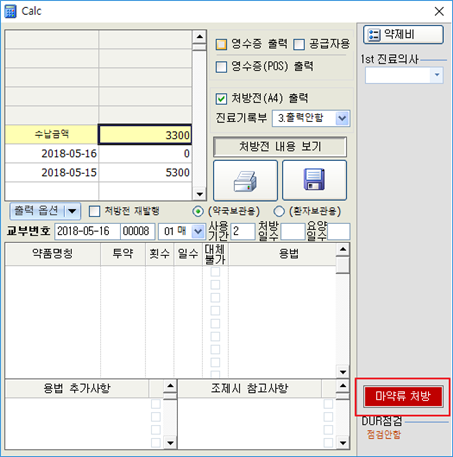 Calc
영수증 출력 공급자용
영수증(POS) 출력
처방전(A4) 출력
진료기록부 3.출력안함
처방전 내용 보기
수납금액 3300
2018-05-16 0
2018-05-15 5300
출력 옵션 처방전 재발행 (약국보관용) (환자보관용)
교부번호 2018-05-16 00008 01 매 사용기간 2 처방일수 요양일수
약품명칭 투약 횟수 일수 대체불가 용법
용법 추가사항 조제시 참고사항
약제비
1st 진료의사
마약류 처방
DUR점검
점검안함